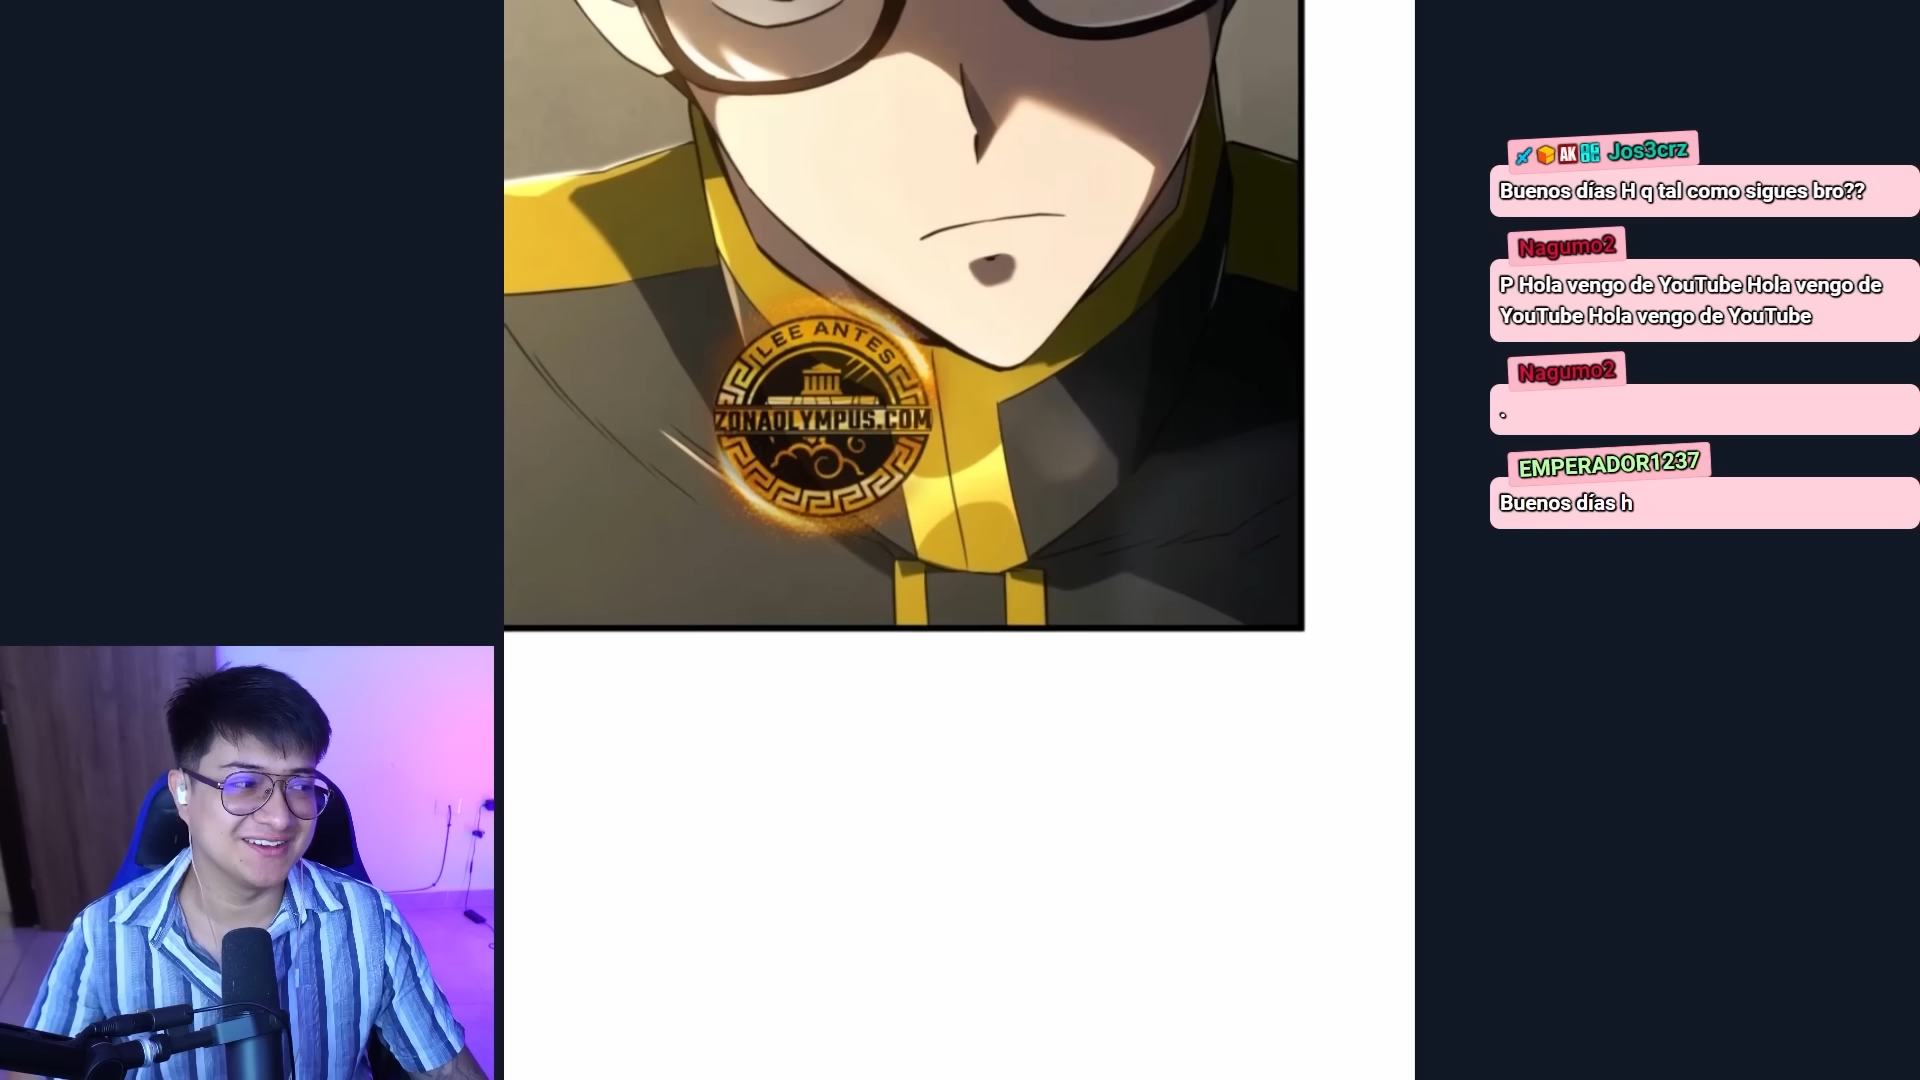 ¡LEE ANTES
ZONAOLYMPUS.COM
Jos3crz
Buenos días H q tal como sigues bro??
Nagumo2
P Hola vengo de YouTube Hola vengo de
YouTube Hola vengo de YouTube
Nagumo2
.
EMPERADOR1237
Buenos días h